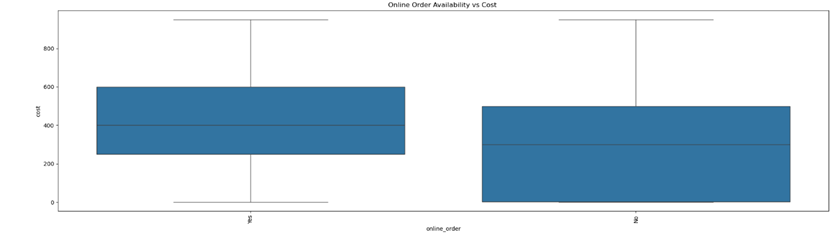 Online Order Availability vs Cost
800
600
400
200
0
cost
Yes
No
online_order